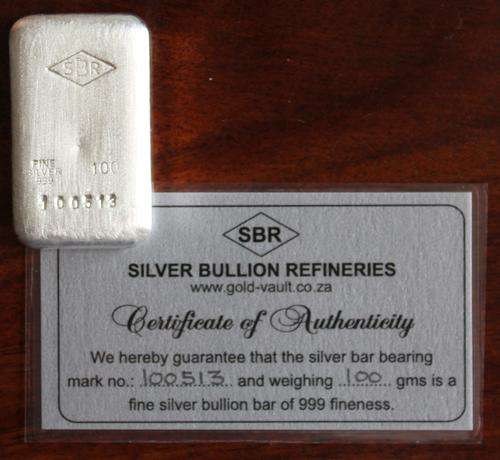 SBR
FINE
SILVER
999
100
100513
SBR
SILVER BULLION REFINERIES
www.gold-vault.co.za
Certificate of Authenticity
We hereby guarantee that the silver bar bearing
mark no.: 100513 and weighing 100 gms is a
fine silver bullion bar of 999 fineness.